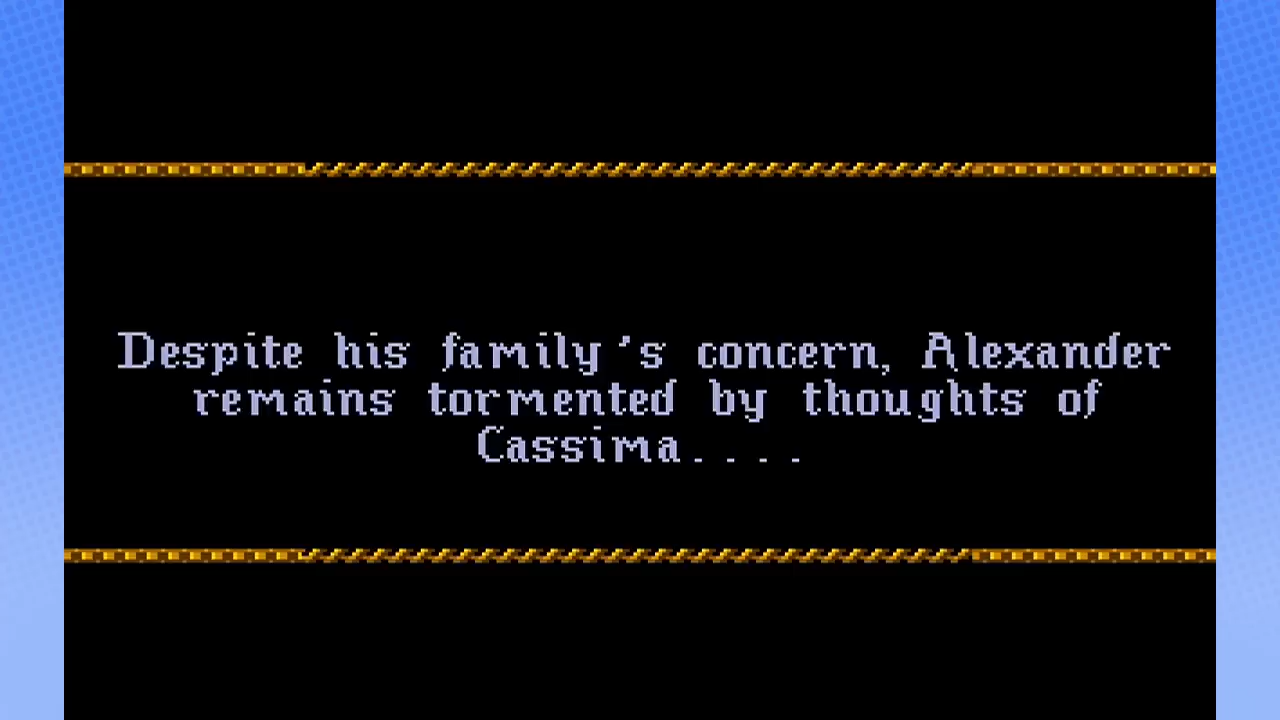 Despite his family's concern, Alexander
remains tormented by thoughts of
Cassima....